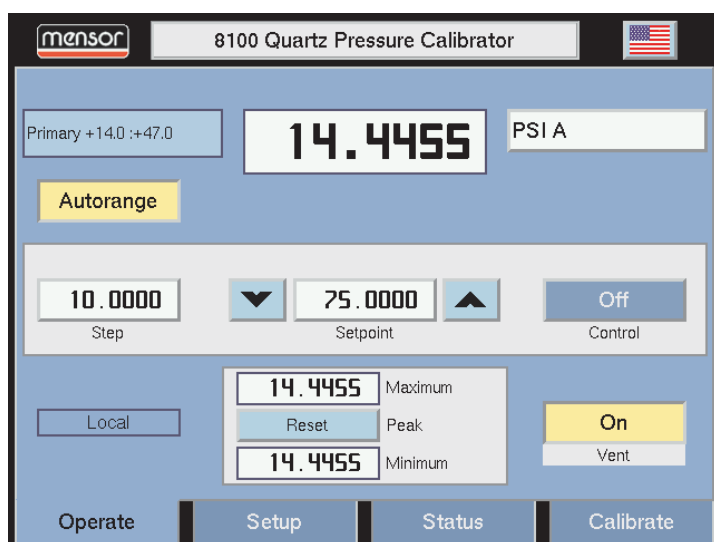 mensor
8100 Quartz Pressure Calibrator
Primary +14.0 :+47.0
14.4455
PSI A
Autorange
10.0000
75.0000
Off
Step
Setpoint
Control
14.4455 Maximum
Local
Reset Peak
On
14.4455 Minimum
Vent
Operate
Setup
Status
Calibrate